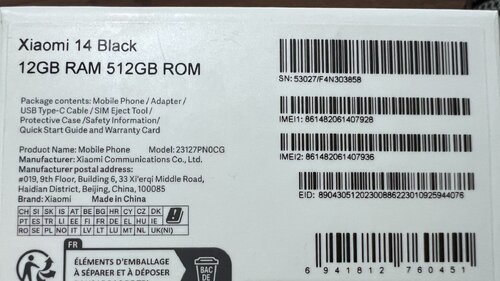 Xiaomi 14 Black
12GB RAM 512GB ROM
Package contents: Mobile Phone / Adapter /
USB Type-C Cable / SIM Eject Tool /
Protective Case /Safety Information/
Quick Start Guide and Warranty Card
Product Name: Mobile Phone Model:23127PN0CG
Manufacturer: Xiaomi Communications Co., Ltd.
Manufacturer postal address:
#019, 9th Floor, Building 6, 33 Xi'erqi Middle Road,
Haidian District, Beijing, China, 100085
Brand: Xiaomi Made in China
CH SI SK IS AT BE BG HR CY CZ DK
PT ES TR LI EE FI FR DE EL HU IE
RO SE PL NO IT LV LT LU MT NL UK(NI)
FR
ÉLÉMENTS D'EMBALLAGE
À SÉPARER ET À DÉPOSER
BAC DE
SN: 53027/F4N303858
IMEI1: 861482061407928
IMEI2: 861482061407936
EID: 89043051202300886223010925944076
6 941812 760451